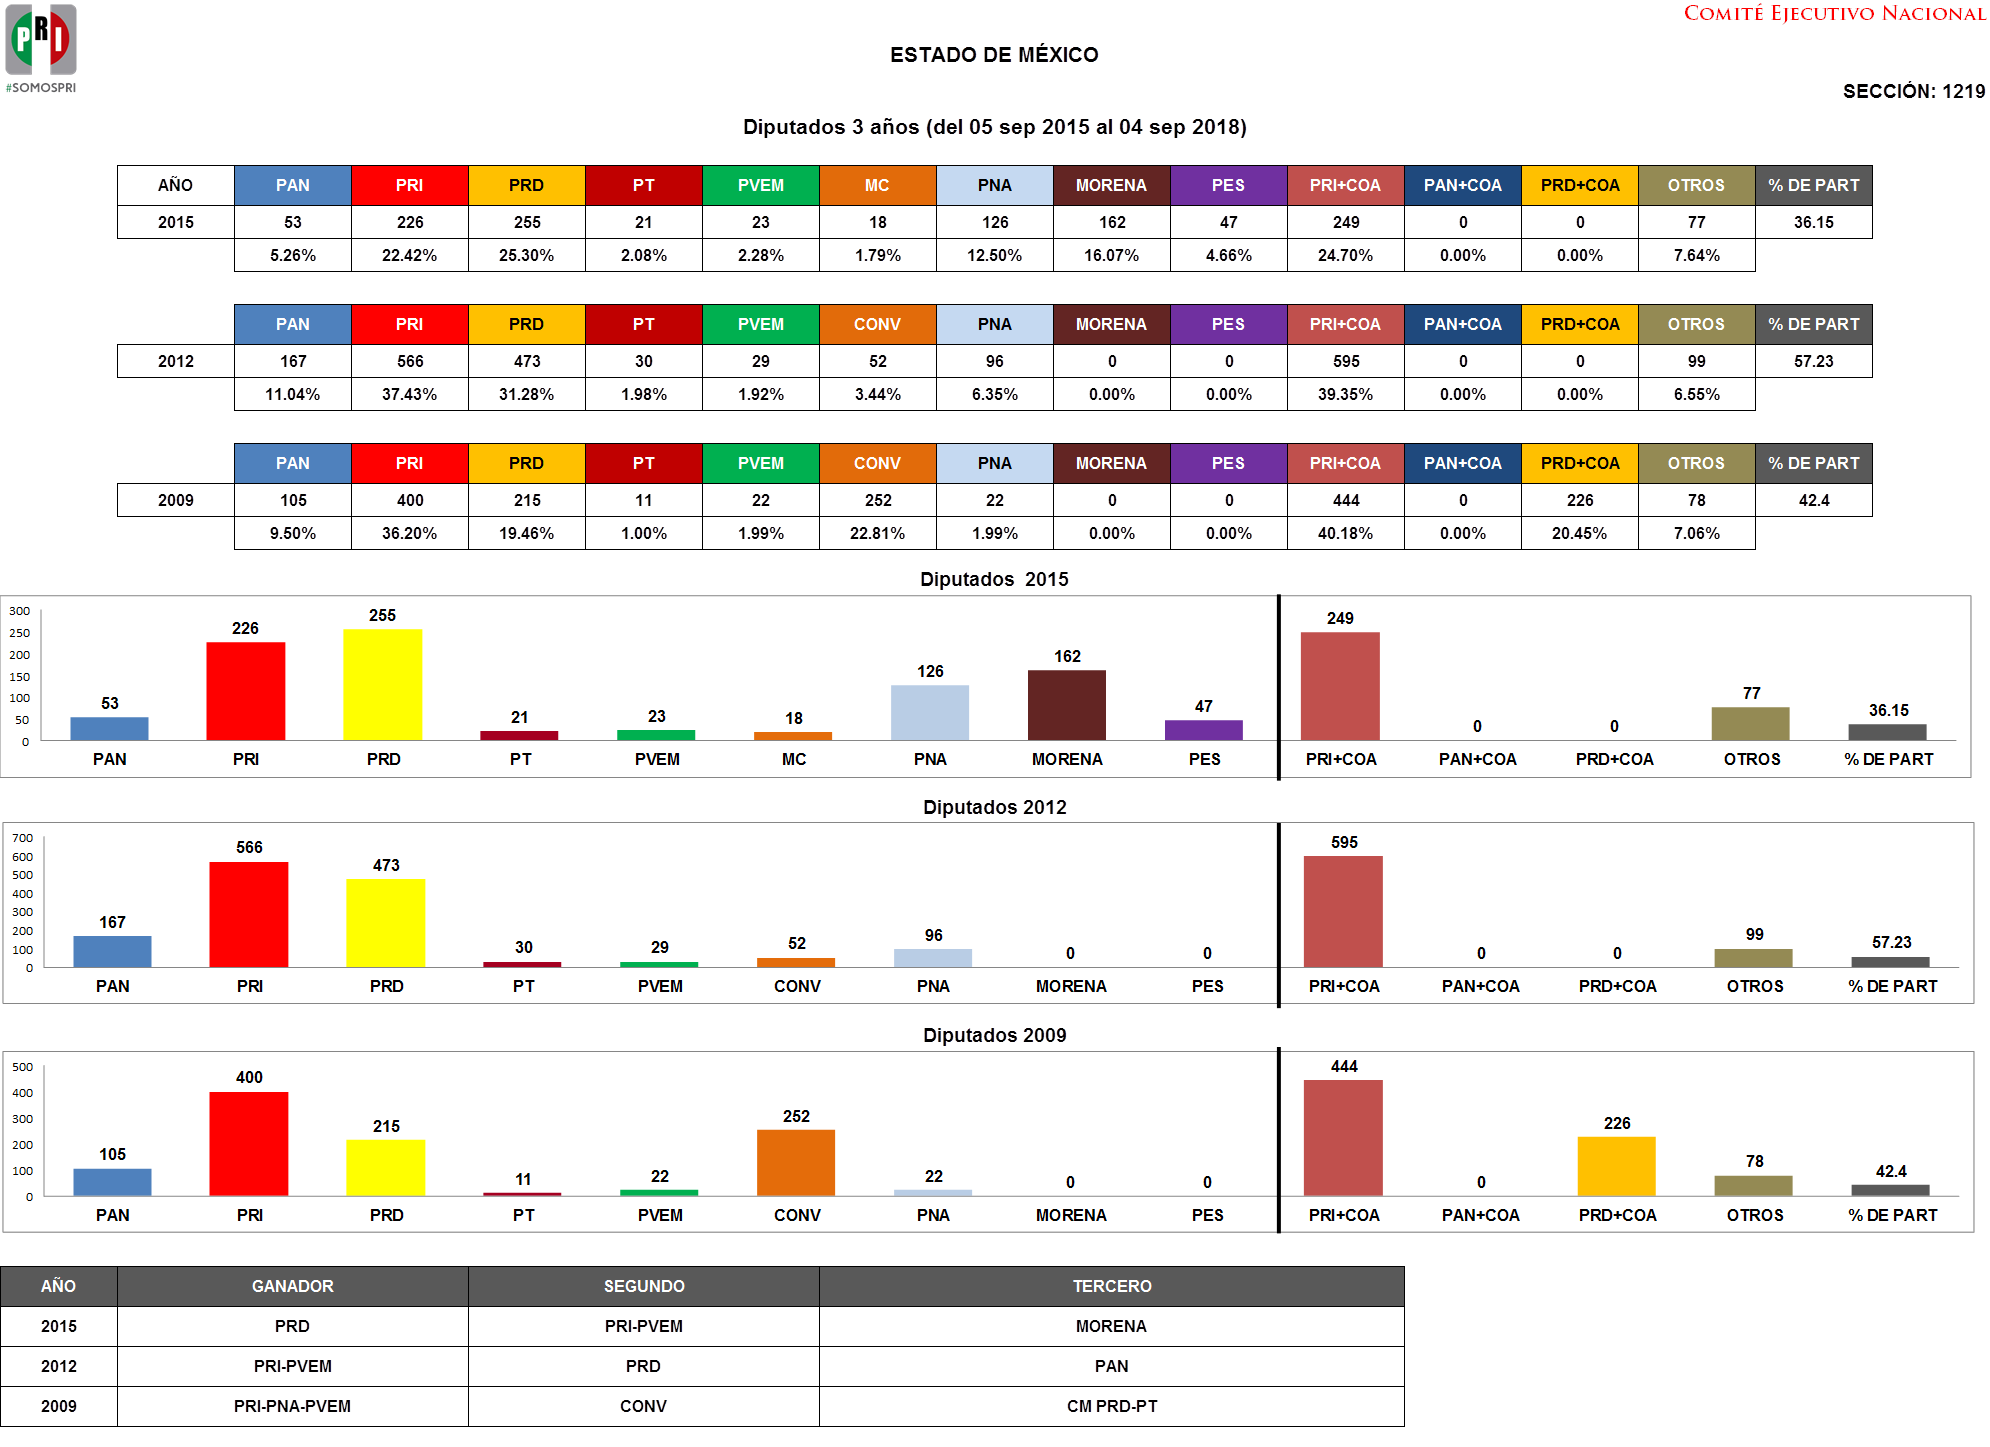 PRI
#SOMOSPRI
COMITÉ EJECUTIVO NACIONAL
ESTADO DE MÉXICO
SECCIÓN: 1219
Diputados 3 años (del 05 sep 2015 al 04 sep 2018)
AÑO PAN PRI PRD PT PVEM MC PNA MORENA PES PRI+COA PAN+COA PRD+COA OTROS % DE PART
2015 53 226 255 21 23 18 126 162 47 249 0 0 77 36.15
5.26% 22.42% 25.30% 2.08% 2.28% 1.79% 12.50% 16.07% 4.66% 24.70% 0.00% 0.00% 7.64%
PAN PRI PRD PT PVEM CONV PNA MORENA PES PRI+COA PAN+COA PRD+COA OTROS % DE PART
2012 167 566 473 30 29 52 96 0 0 595 0 0 99 57.23
11.04% 37.43% 31.28% 1.98% 1.92% 3.44% 6.35% 0.00% 0.00% 39.35% 0.00% 0.00% 6.55%
PAN PRI PRD PT PVEM CONV PNA MORENA PES PRI+COA PAN+COA PRD+COA OTROS % DE PART
2009 105 400 215 11 22 252 22 0 0 444 0 226 78 42.4
9.50% 36.20% 19.46% 1.00% 1.99% 22.81% 1.99% 0.00% 0.00% 40.18% 0.00% 20.45% 7.06%
Diputados 2015
300
250
200
150
100
50
0
53 226 255 21 23 18 126 162 47 249 0 0 77 36.15
PAN PRI PRD PT PVEM MC PNA MORENA PES PRI+COA PAN+COA PRD+COA OTROS % DE PART
Diputados 2012
700
600
500
400
300
200
100
0
167 566 473 30 29 52 96 0 0 595 0 0 99 57.23
PAN PRI PRD PT PVEM CONV PNA MORENA PES PRI+COA PAN+COA PRD+COA OTROS % DE PART
Diputados 2009
500
400
300
200
100
0
105 400 215 11 22 252 22 0 0 444 0 226 78 42.4
PAN PRI PRD PT PVEM CONV PNA MORENA PES PRI+COA PAN+COA PRD+COA OTROS % DE PART
AÑO GANADOR SEGUNDO TERCERO
2015 PRD PRI-PVEM MORENA
2012 PRI-PVEM PRD PAN
2009 PRI-PNA-PVEM CONV CM PRD-PT